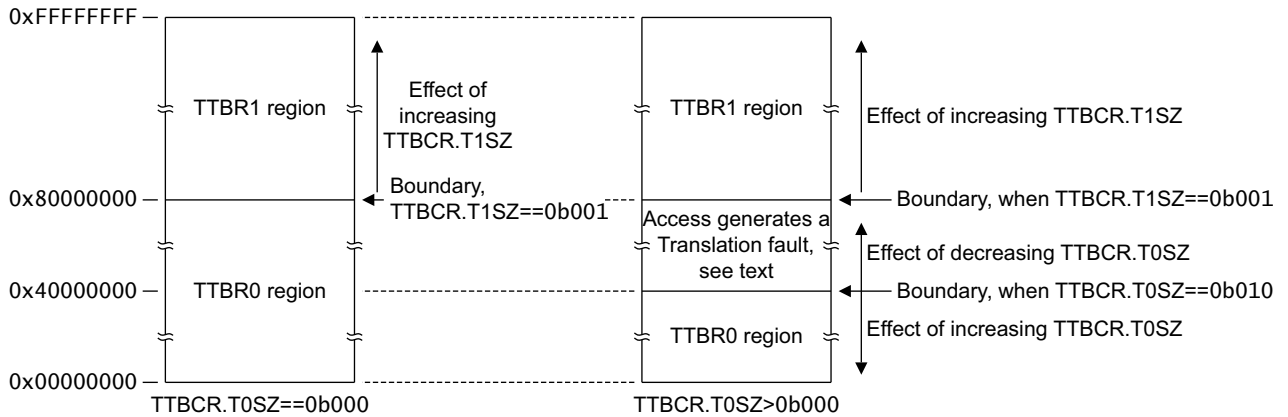 0xFFFFFFFF
TTBR1 region
Effect of
increasing
TTBCR.T1SZ
TTBR1 region
Effect of increasing TTBCR.T1SZ
0x80000000
Boundary,
TTBCR.T1SZ==0b001
Boundary, when TTBCR.T1SZ==0b001
Access generates a
Translation fault,
see text
Effect of decreasing TTBCR.T0SZ
0x40000000
TTBR0 region
Boundary, when TTBCR.T0SZ==0b010
TTBR0 region
Effect of increasing TTBCR.T0SZ
0x00000000
TTBCR.T0SZ==0b000
TTBCR.T0SZ>0b000